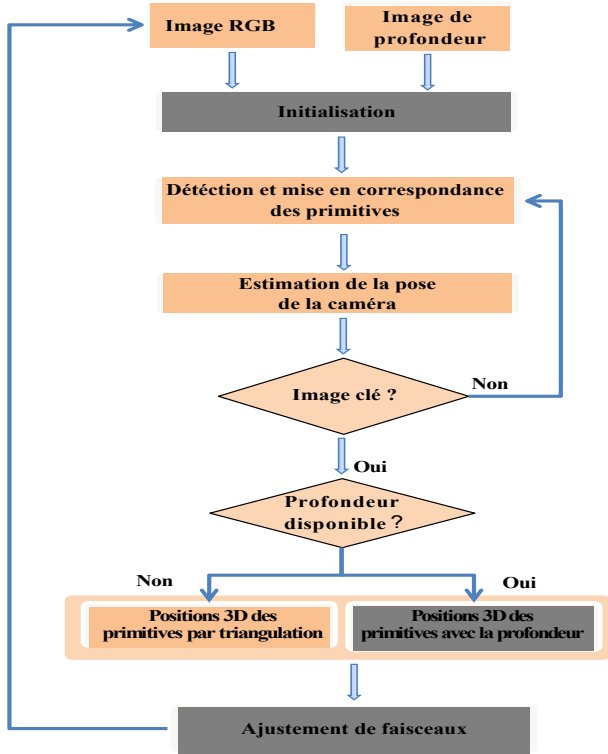 Image RGB
Image de
profondeur
Initialisation
Détéction et mise en correspondance
des primitives
Estimation de la pose
de la caméra
Image clé ?
Non
Oui
Profondeur
disponible ?
Non
Oui
Positions 3D des
primitives par triangulation
Positions 3D des
primitives avec la profondeur
Ajustement de faisceaux